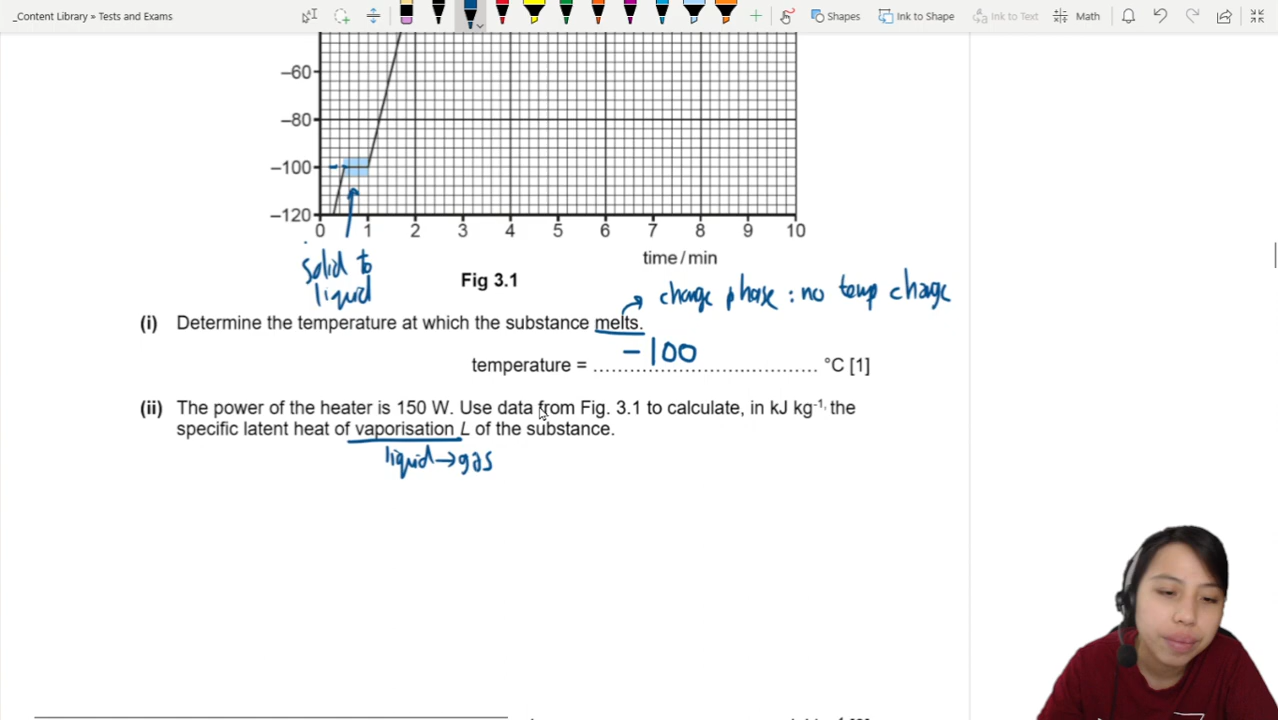 _Content Library » Tests and Exams
Shapes
Ink to Shape
Ink to Text
Math
–60
–80
–100
–120
0 1 2 3 4 5 6 7 8 9 10
time / min
solid to
liquid
Fig 3.1
change phase : no temp change
(i) Determine the temperature at which the substance melts.
–100
temperature = .......................................... °C [1]
(ii) The power of the heater is 150 W. Use data from Fig. 3.1 to calculate, in kJ kg⁻¹, the
specific latent heat of vaporisation L of the substance.
liquid → gas